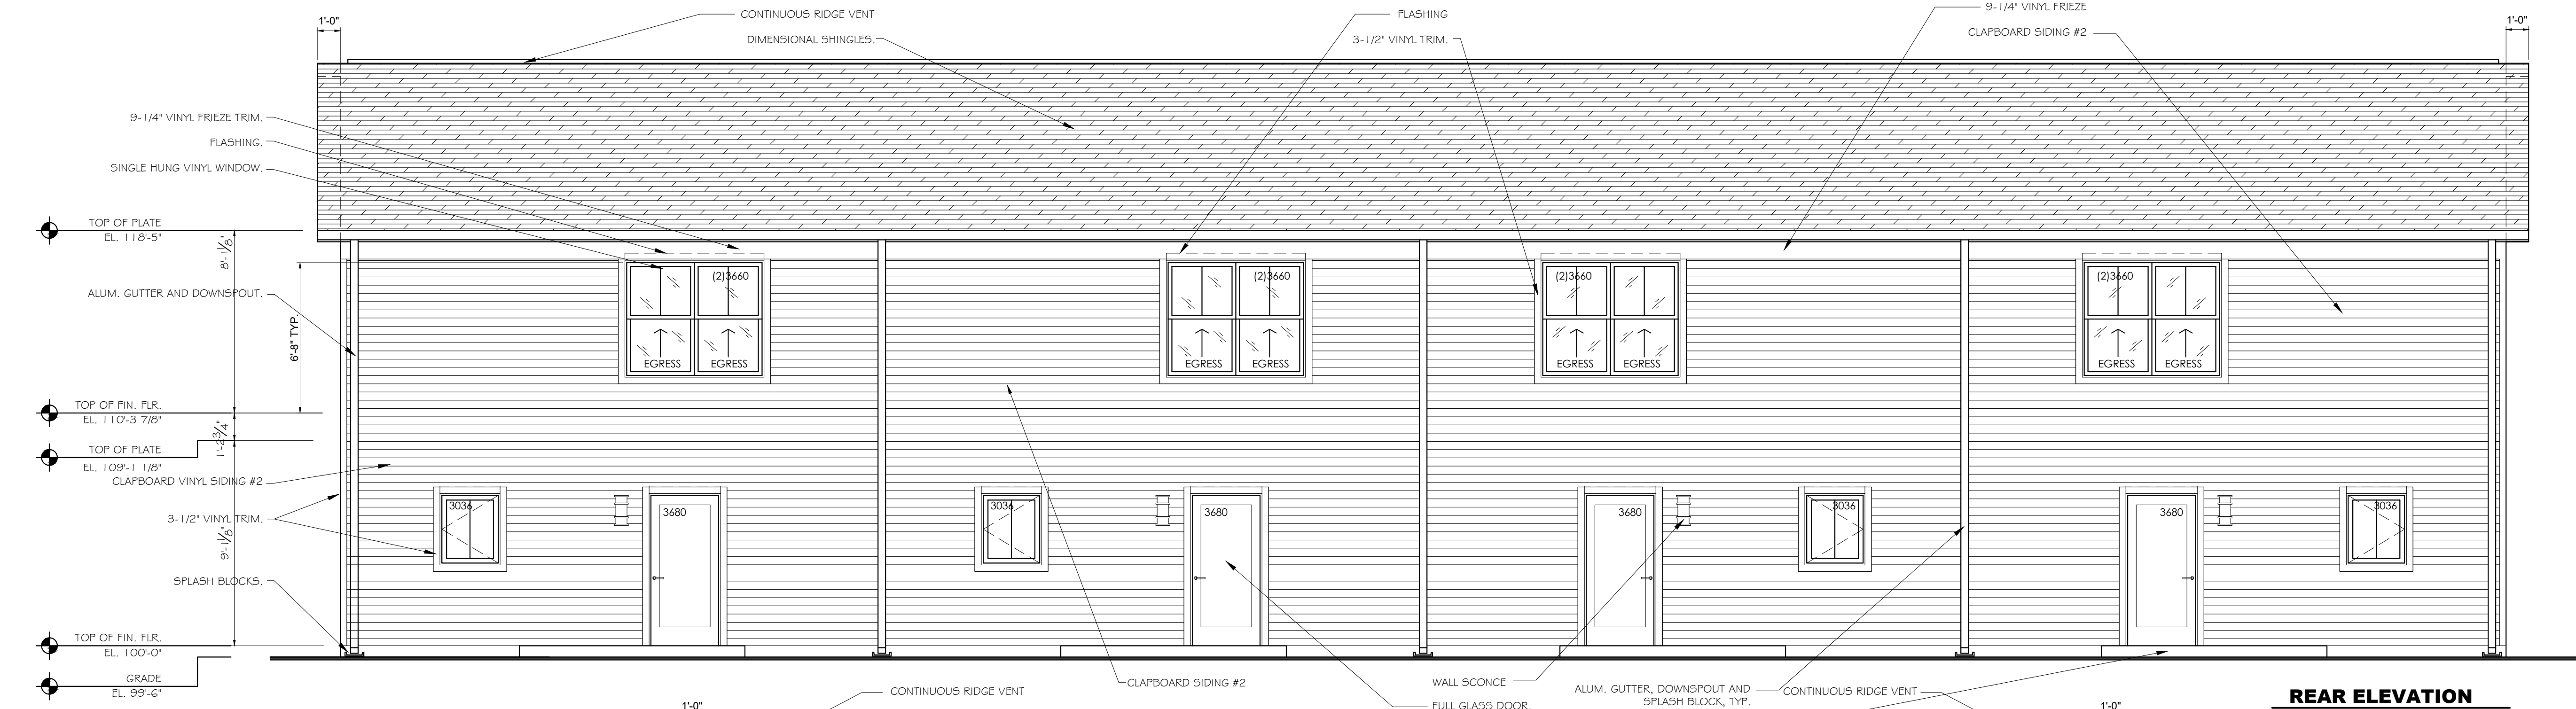 1'-0"
CONTINUOUS RIDGE VENT
FLASHING
9-1/4" VINYL FRIEZE
1'-0"
DIMENSIONAL SHINGLES.
3-1/2" VINYL TRIM.
CLAPBOARD SIDING #2
9-1/4" VINYL FRIEZE TRIM.
FLASHING.
SINGLE HUNG VINYL WINDOW.
TOP OF PLATE
EL. 118'-5"
8'-1 1/8"
(2)3660
(2)3660
(2)3660
(2)3660
ALUM. GUTTER AND DOWNSPOUT.
6'-8" TYP.
EGRESS
EGRESS
EGRESS
EGRESS
EGRESS
EGRESS
EGRESS
EGRESS
TOP OF FIN. FLR.
EL. 110'-3 7/8"
1'-2 3/4"
TOP OF PLATE
EL. 109'-1 1/8"
CLAPBOARD VINYL SIDING #2
3036
3680
3036
3680
3680
3036
3680
3036
3-1/2" VINYL TRIM.
9'-1 1/8"
SPLASH BLOCKS.
TOP OF FIN. FLR.
EL. 100'-0"
GRADE
EL. 99'-6"
CLAPBOARD SIDING #2
WALL SCONCE
FULL GLASS DOOR.
ALUM. GUTTER, DOWNSPOUT AND
SPLASH BLOCK, TYP.
CONTINUOUS RIDGE VENT
CONTINUOUS RIDGE VENT
1'-0"
1'-0"
REAR ELEVATION